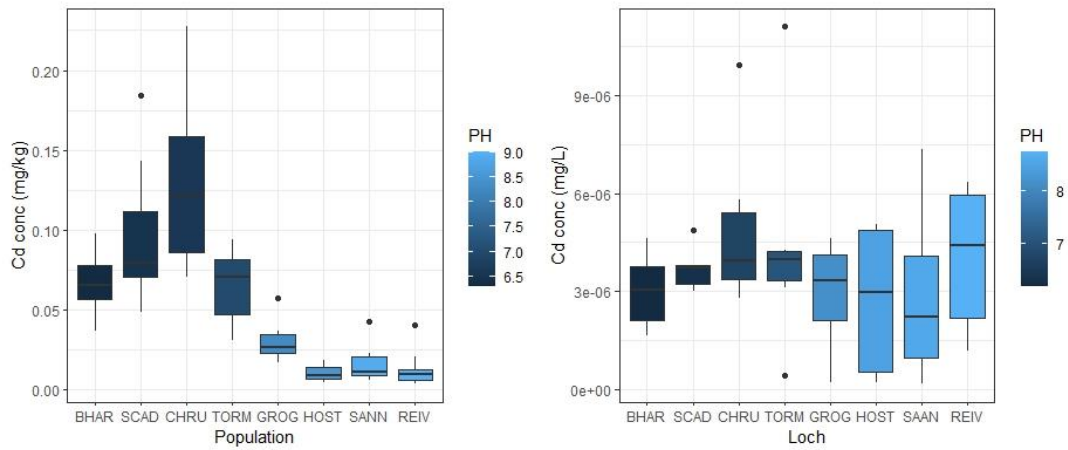 Cd conc (mg/kg)
0.20
0.15
0.10
0.05
0.00
BHAR SCAD CHRU TORM GROG HOST SANN REIV
Population
PH
9.0
8.5
8.0
7.5
7.0
6.5
Cd conc (mg/L)
9e-06
6e-06
3e-06
0e+00
BHAR SCAD CHRU TORM GROG HOST SAAN REIV
Loch
PH
8
7